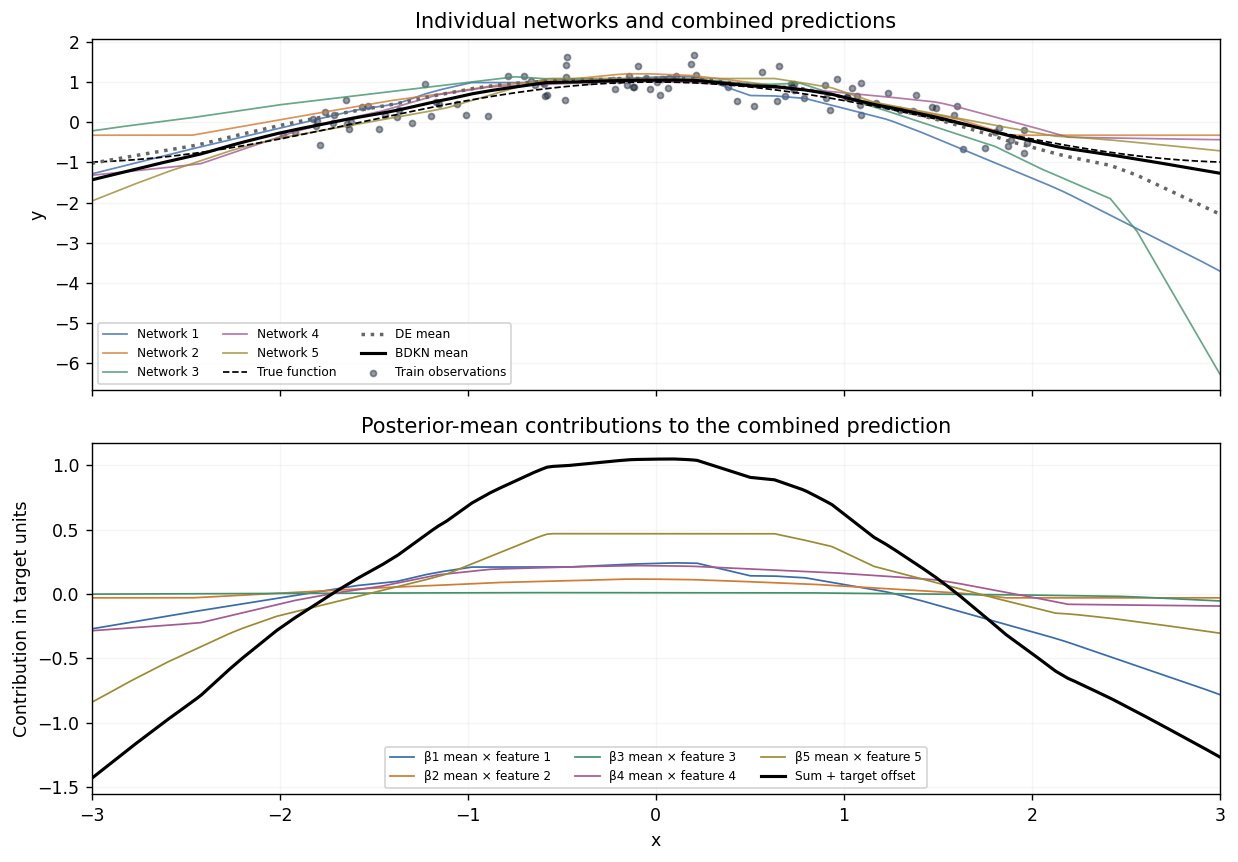 Individual networks and combined predictions
2
1
0
−1
−2
−3
−4
−5
−6
y
Network 1
Network 2
Network 3
Network 4
Network 5
True function
DE mean
BDKN mean
Train observations
Posterior-mean contributions to the combined prediction
1.0
0.5
0.0
−0.5
−1.0
−1.5
Contribution in target units
β1 mean × feature 1
β2 mean × feature 2
β3 mean × feature 3
β4 mean × feature 4
β5 mean × feature 5
Sum + target offset
−3
−2
−1
0
1
2
3
x